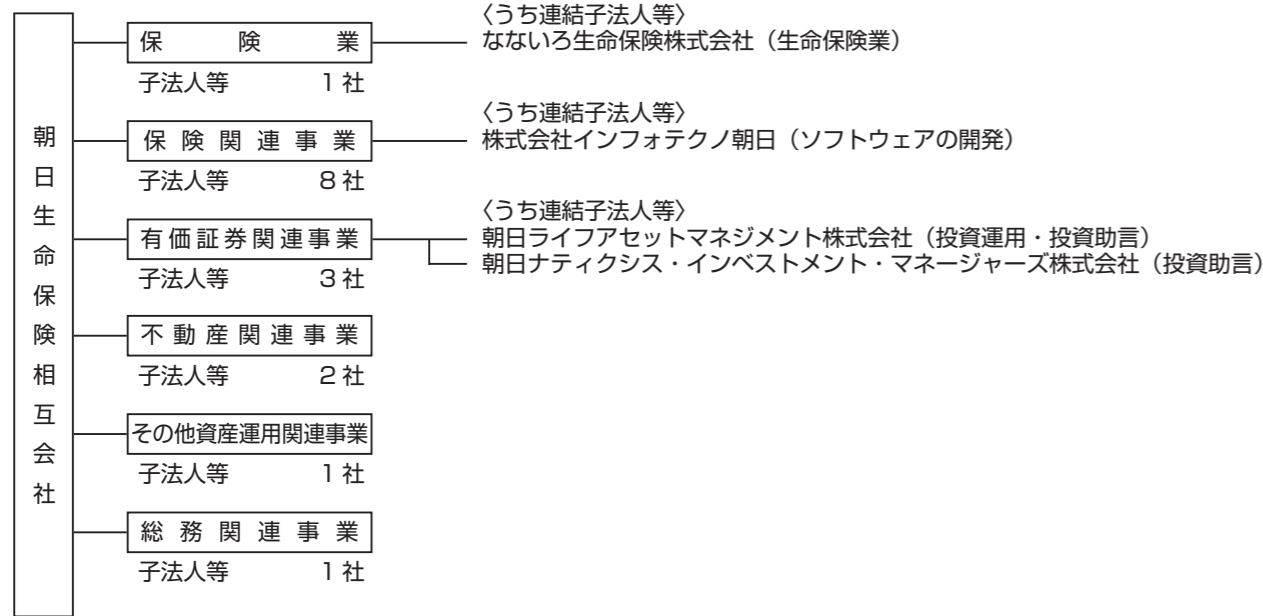 朝日生命保険相互会社
〈うち連結子法人等〉
保険業
なないろ生命保険株式会社（生命保険業）
子法人等 1社
〈うち連結子法人等〉
保険関連事業
株式会社インフォテクノ朝日（ソフトウェアの開発）
子法人等 8社
〈うち連結子法人等〉
有価証券関連事業
朝日ライフアセットマネジメント株式会社（投資運用・投資助言）
朝日ナティクシス・インベストメント・マネージャーズ株式会社（投資助言）
子法人等 3社
不動産関連事業
子法人等 2社
その他資産運用関連事業
子法人等 1社
総務関連事業
子法人等 1社